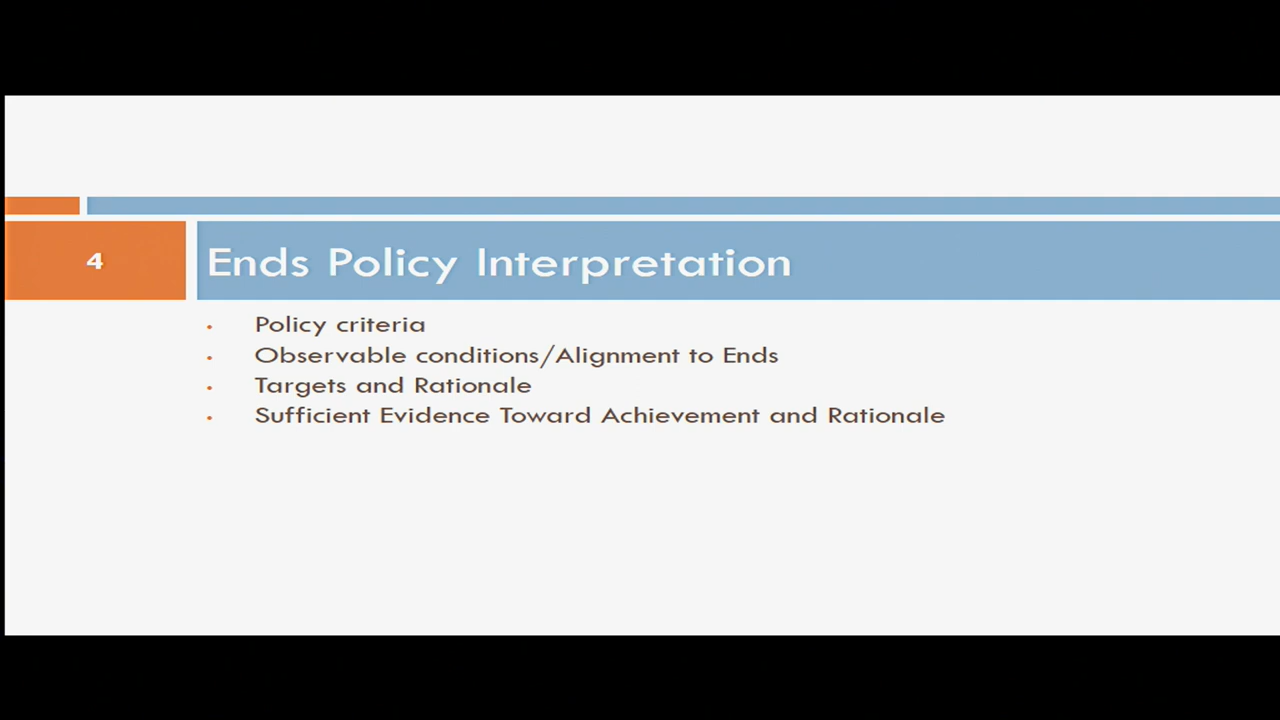 4
Ends Policy Interpretation
• Policy criteria
• Observable conditions/Alignment to Ends
• Targets and Rationale
• Sufficient Evidence Toward Achievement and Rationale